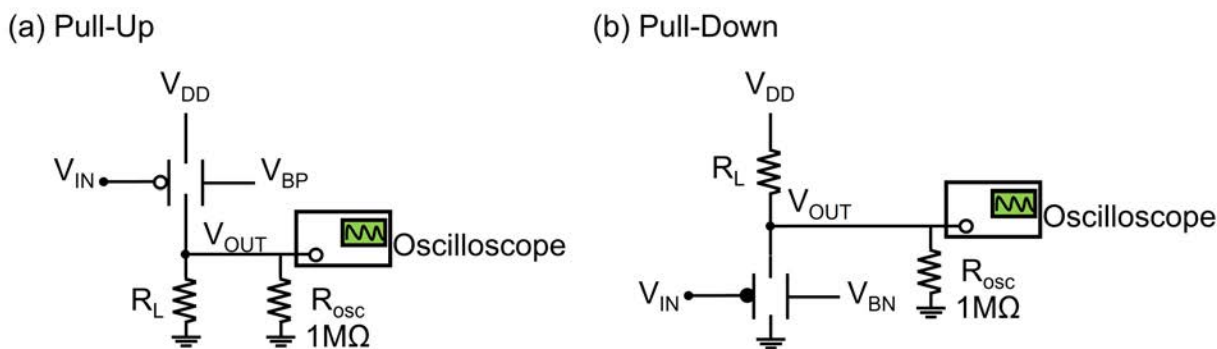 (a) Pull-Up
(b) Pull-Down
V_DD
V_IN
V_BP
V_OUT
Oscilloscope
R_L
R_osc
1MΩ
V_DD
R_L
V_OUT
Oscilloscope
V_IN
V_BN
R_osc
1MΩ